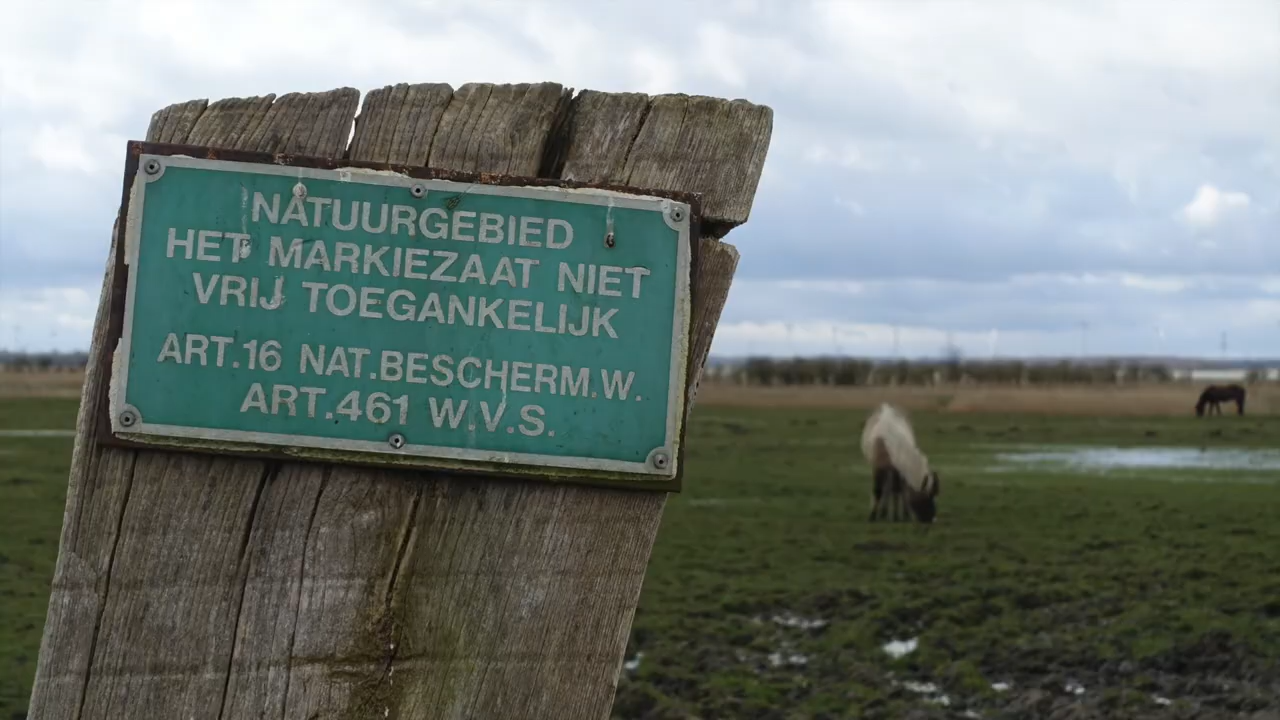 NATUURGEBIED
HET MARKIEZAAT NIET
VRIJ TOEGANKELIJK
ART.16 NAT.BESCHERM.W.
ART.461 W.V.S.